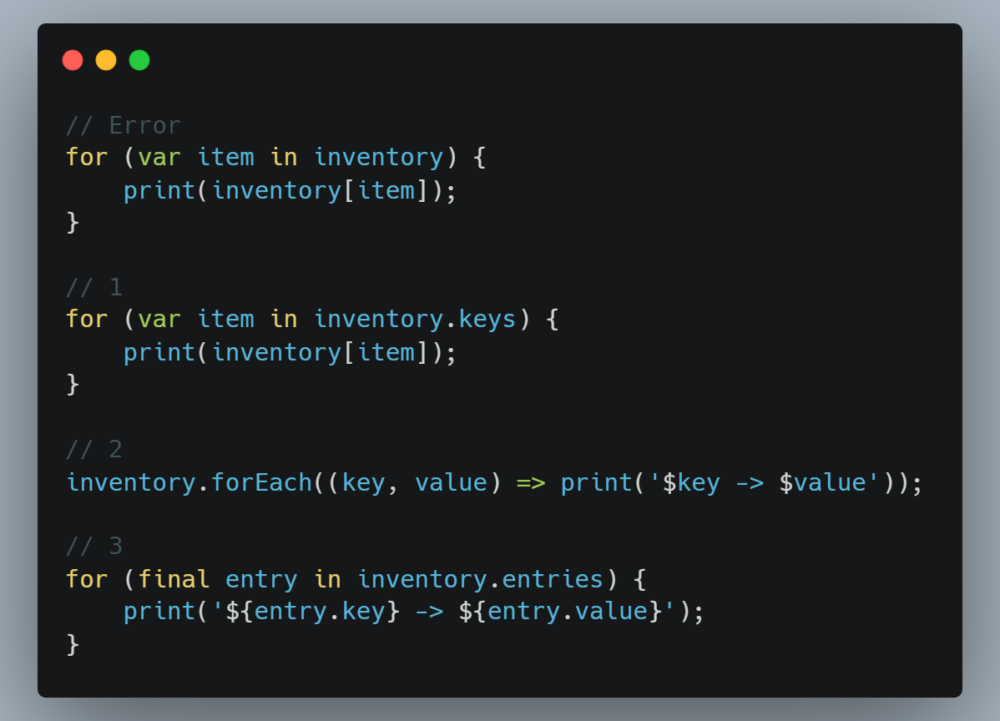 // Error
for (var item in inventory) {
    print(inventory[item]);
}
// 1
for (var item in inventory.keys) {
    print(inventory[item]);
}
// 2
inventory.forEach((key, value) => print('$key -> $value'));
// 3
for (final entry in inventory.entries) {
    print('${entry.key} -> ${entry.value}');
}